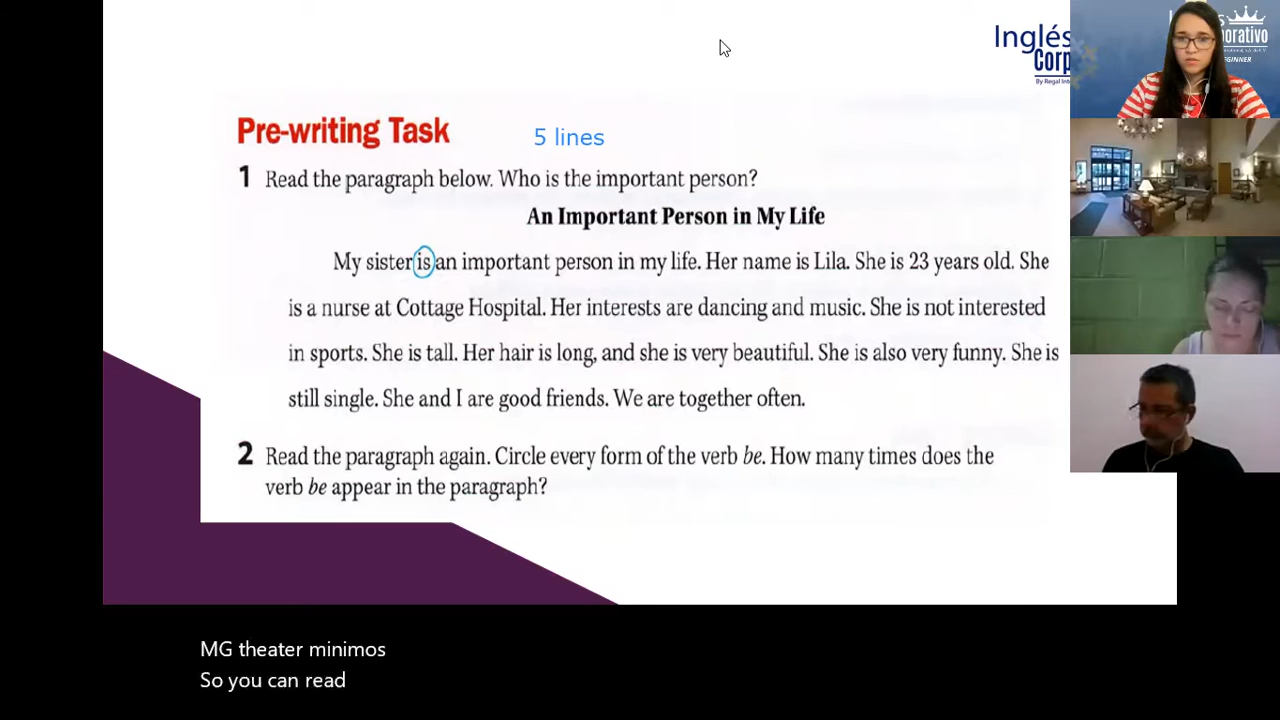 Inglés
Corp
By Regal Int
orativo
GINNER
Pre-writing Task
5 lines
1 Read the paragraph below. Who is the important person?
An Important Person in My Life
My sister is an important person in my life. Her name is Lila. She is 23 years old. She
is a nurse at Cottage Hospital. Her interests are dancing and music. She is not interested
in sports. She is tall. Her hair is long, and she is very beautiful. She is also very funny. She is
still single. She and I are good friends. We are together often.
2 Read the paragraph again. Circle every form of the verb be. How many times does the
verb be appear in the paragraph?
MG theater minimos
So you can read